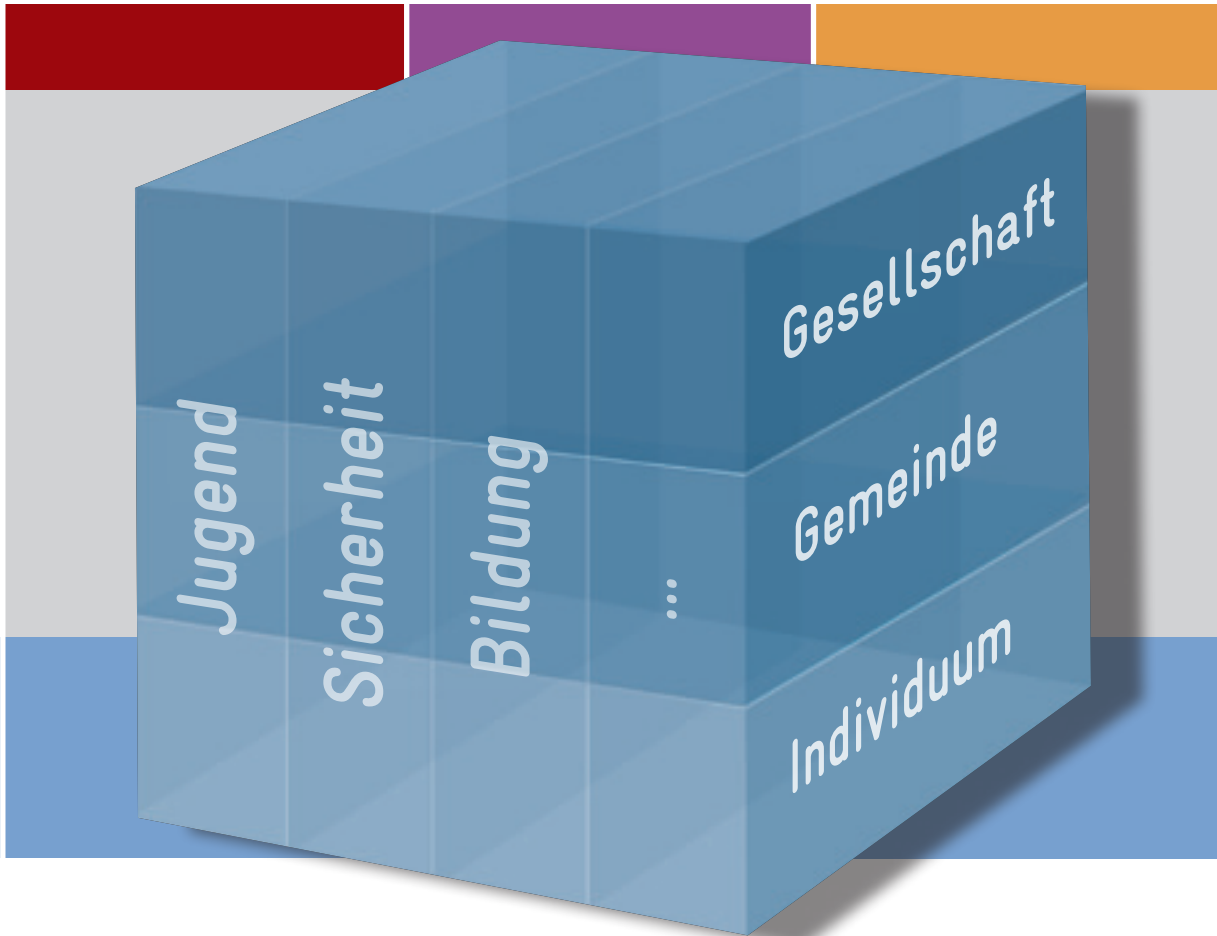 Jugend
Sicherheit
Bildung
...
Gesellschaft
Gemeinde
Individuum